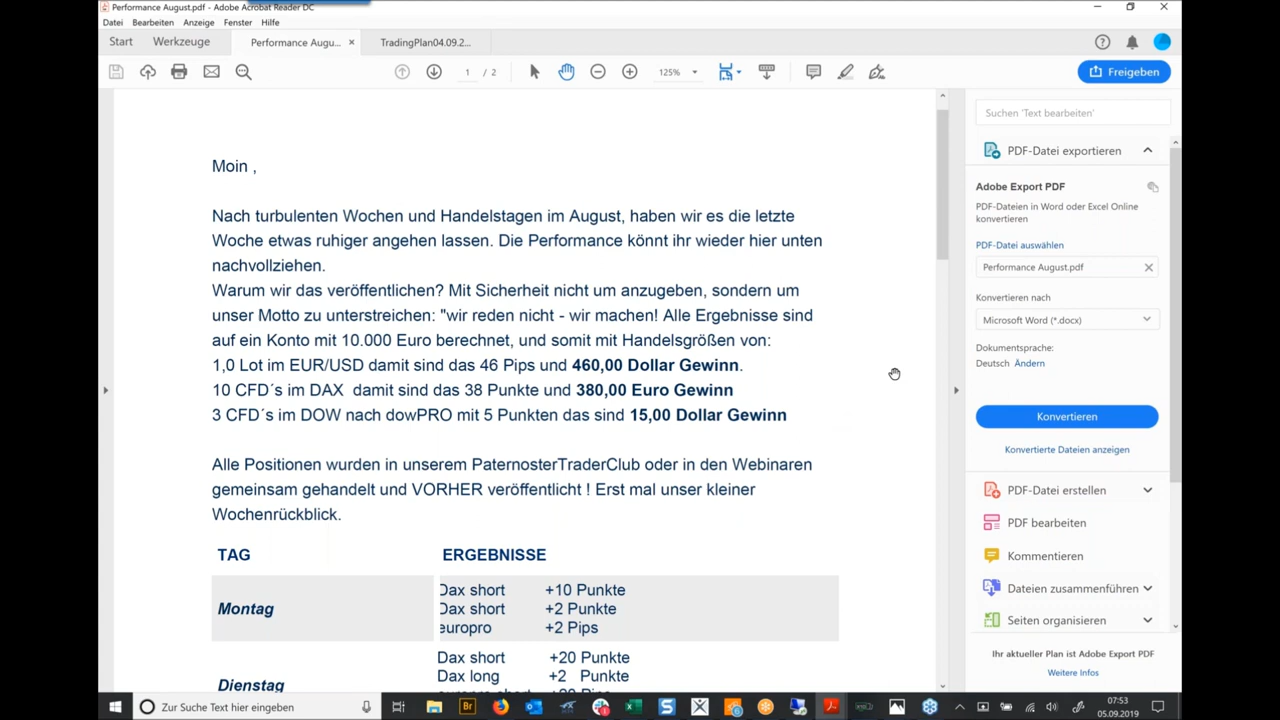 Performance August.pdf - Adobe Acrobat Reader DC
Datei Bearbeiten Anzeige Fenster Hilfe
Start Werkzeuge Performance Augu... TradingPlan04.09.2...
1 / 2 125% Freigeben
Moin ,
Nach turbulenten Wochen und Handelstagen im August, haben wir es die letzte
Woche etwas ruhiger angehen lassen. Die Performance könnt ihr wieder hier unten
nachvollziehen.
Warum wir das veröffentlichen? Mit Sicherheit nicht um anzugeben, sondern um
unser Motto zu unterstreichen: "wir reden nicht - wir machen! Alle Ergebnisse sind
auf ein Konto mit 10.000 Euro berechnet, und somit mit Handelsgrößen von:
1,0 Lot im EUR/USD damit sind das 46 Pips und 460,00 Dollar Gewinn.
10 CFD´s im DAX damit sind das 38 Punkte und 380,00 Euro Gewinn
3 CFD´s im DOW nach dowPRO mit 5 Punkten das sind 15,00 Dollar Gewinn
Alle Positionen wurden in unserem PaternosterTraderClub oder in den Webinaren
gemeinsam gehandelt und VORHER veröffentlicht ! Erst mal unser kleiner
Wochenrückblick.
TAG ERGEBNISSE
Montag
Dax short +10 Punkte
Dax short +2 Punkte
europro +2 Pips
Dienstag
Dax short +20 Punkte
Dax long +2 Punkte
Suchen 'Text bearbeiten'
PDF-Datei exportieren
Adobe Export PDF
PDF-Dateien in Word oder Excel Online
konvertieren
PDF-Datei auswählen
Performance August.pdf
Konvertieren nach
Microsoft Word (*.docx)
Dokumentsprache:
Deutsch Ändern
Konvertieren
Konvertierte Dateien anzeigen
PDF-Datei erstellen
PDF bearbeiten
Kommentieren
Dateien zusammenführen
Seiten organisieren
Ihr aktueller Plan ist Adobe Export PDF
Weitere Infos
Zur Suche Text hier eingeben
Br
07:53
05.09.2019